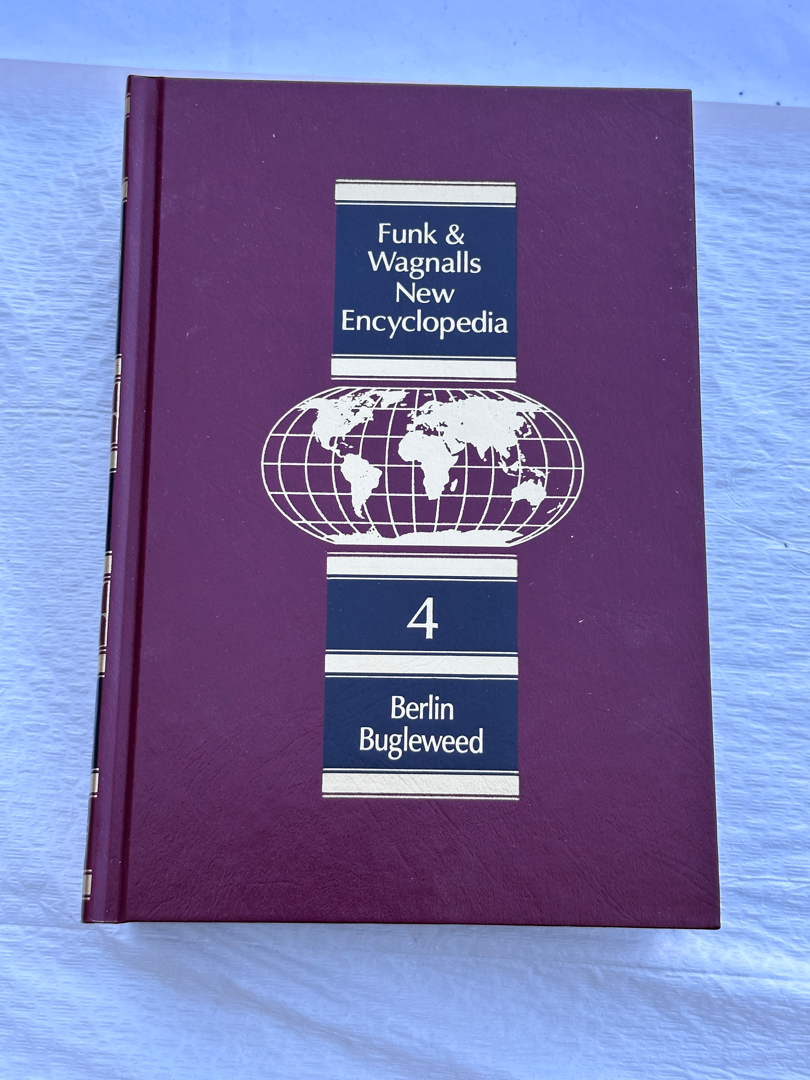 Funk &
Wagnalls
New
Encyclopedia
4
Berlin
Bugleweed